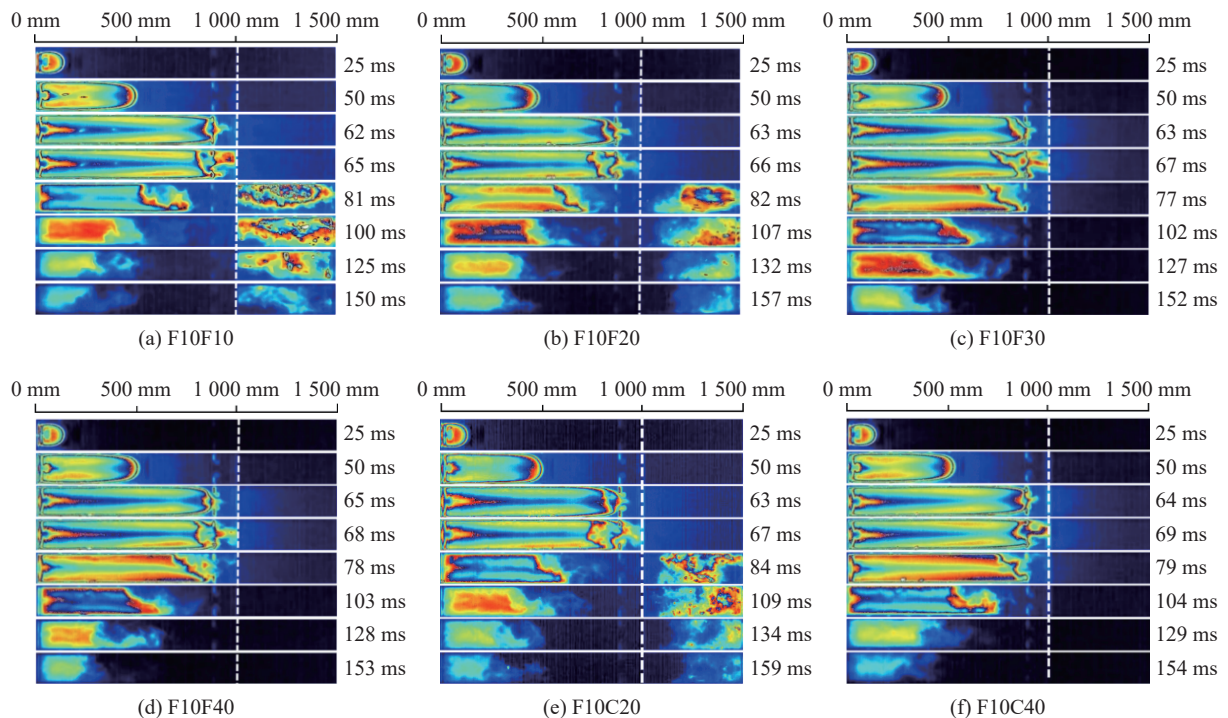 0 mm 500 mm 1 000 mm 1 500 mm
25 ms
50 ms
62 ms
65 ms
81 ms
100 ms
125 ms
150 ms
(a) F10F10
0 mm 500 mm 1 000 mm 1 500 mm
25 ms
50 ms
63 ms
66 ms
82 ms
107 ms
132 ms
157 ms
(b) F10F20
0 mm 500 mm 1 000 mm 1 500 mm
25 ms
50 ms
63 ms
67 ms
77 ms
102 ms
127 ms
152 ms
(c) F10F30
0 mm 500 mm 1 000 mm 1 500 mm
25 ms
50 ms
65 ms
68 ms
78 ms
103 ms
128 ms
153 ms
(d) F10F40
0 mm 500 mm 1 000 mm 1 500 mm
25 ms
50 ms
63 ms
67 ms
84 ms
109 ms
134 ms
159 ms
(e) F10C20
0 mm 500 mm 1 000 mm 1 500 mm
25 ms
50 ms
64 ms
69 ms
79 ms
104 ms
129 ms
154 ms
(f) F10C40